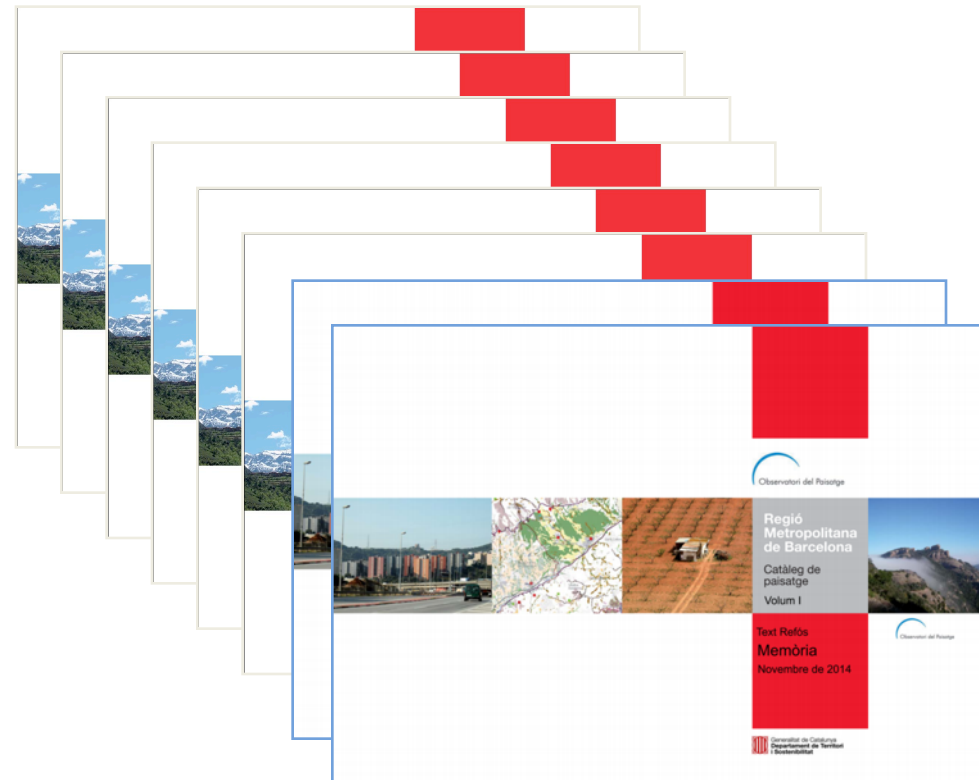 Observatori del Paisatge
Regió
Metropolitana
de Barcelona
Catàleg de
paisatge
Volum I
Text Refós
Memòria
Novembre de 2014
Observatori del Paisatge
Generalitat de Catalunya
Departament de Territori
i Sostenibilitat